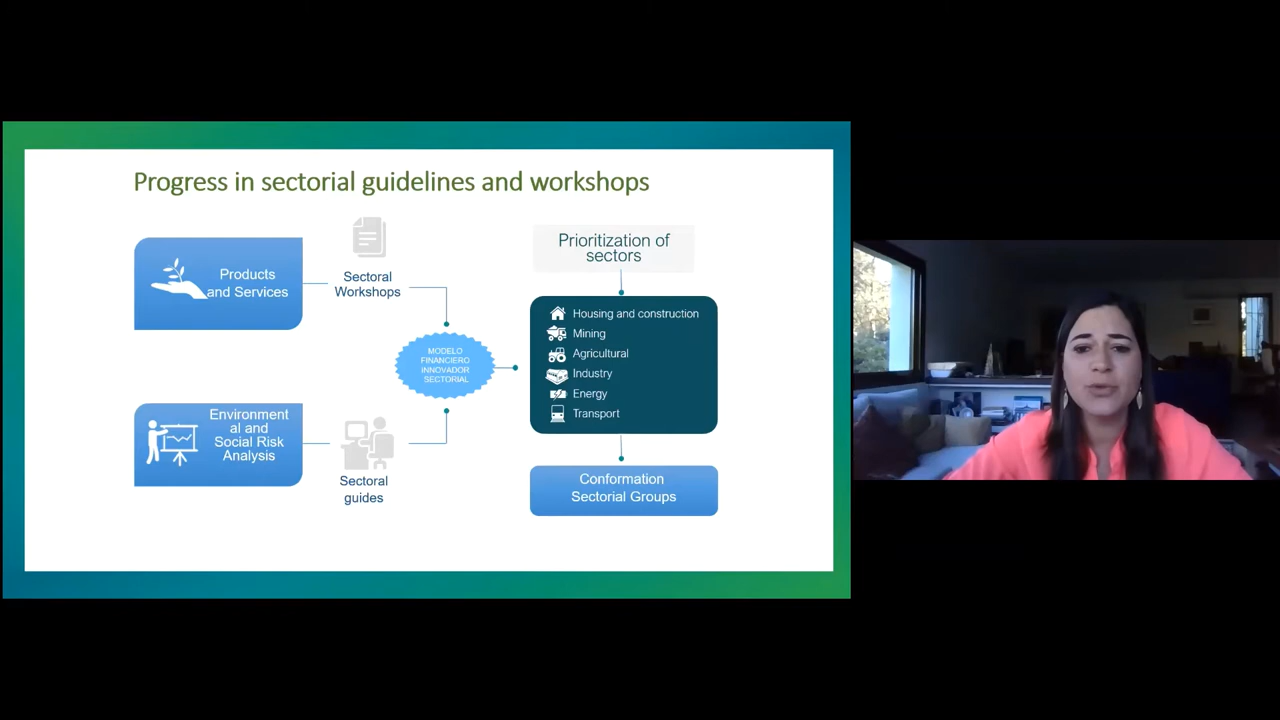 Progress in sectorial guidelines and workshops
Products
and Services
Sectoral
Workshops
MODELO
FINANCIERO
INNOVADOR
SECTORIAL
Environment
al and
Social Risk
Analysis
Sectoral
guides
Prioritization of
sectors
Housing and construction
Mining
Agricultural
Industry
Energy
Transport
Conformation
Sectorial Groups